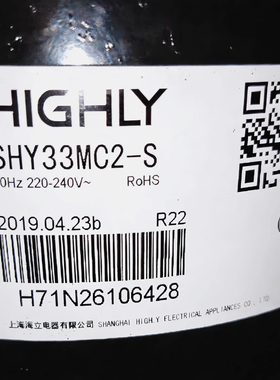 HIGHLY
SHY33MC2-S
0Hz 220-240V~ RoHS
2019.04.23b R22
H71N26106428
上海海立电器有限公司 SHANGHAI HIGHLY ELECTRICAL APPLIANCES CO., LTD.